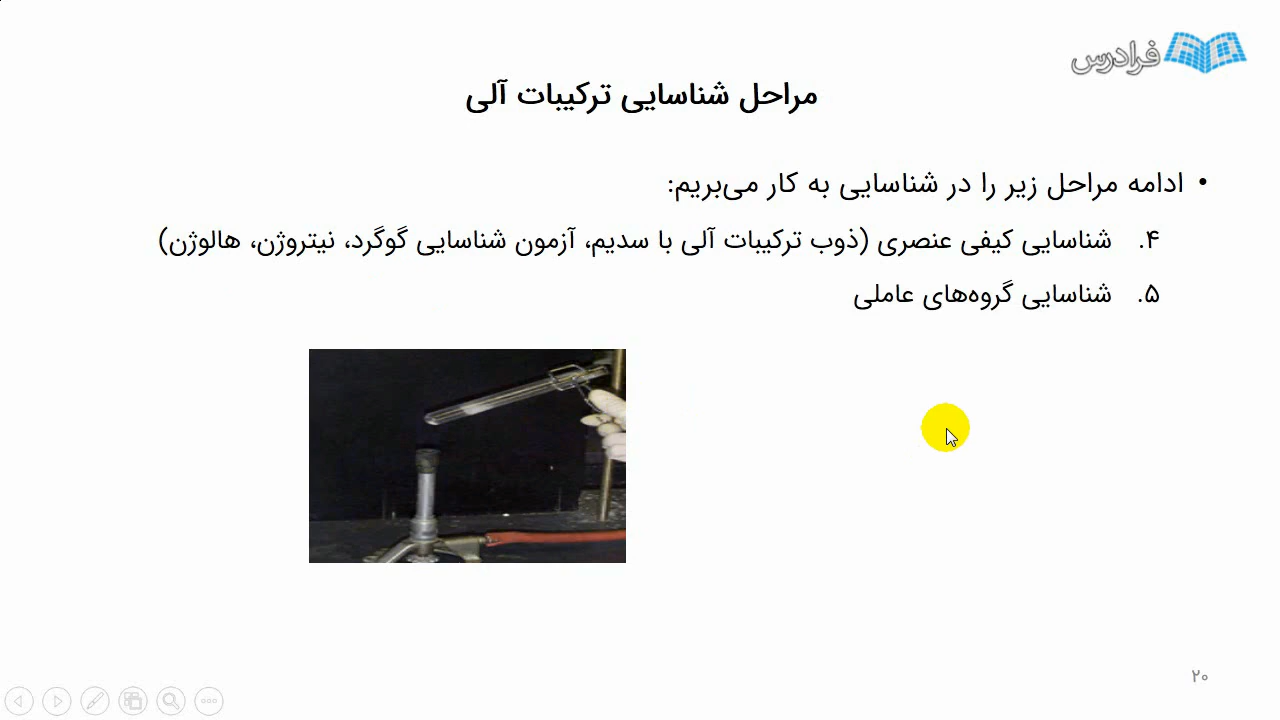 فرادرس
مراحل شناسایی ترکیبات آلی
• ادامه مراحل زیر را در شناسایی به کار می‌بریم:
۴. شناسایی کیفی عنصری (ذوب ترکیبات آلی با سدیم، آزمون شناسایی گوگرد، نیتروژن، هالوژن)
۵. شناسایی گروه‌های عاملی
۲۰